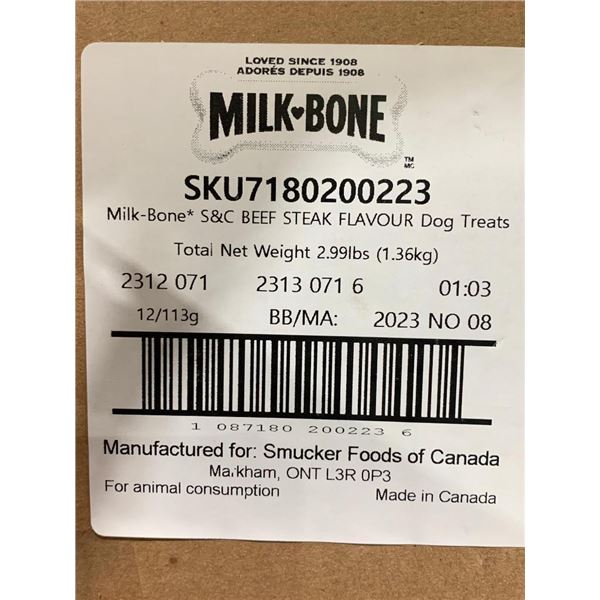 LOVED SINCE 1908
ADORÉS DEPUIS 1908
MILK BONE
TM
MC
SKU7180200223
Milk-Bone* S&C BEEF STEAK FLAVOUR Dog Treats
Total Net Weight 2.99lbs (1.36kg)
2312 071 2313 071 6 01:03
12/113g BB/MA: 2023 NO 08
1 087180 200223 6
Manufactured for: Smucker Foods of Canada
Markham, ONT L3R 0P3
For animal consumption Made in Canada